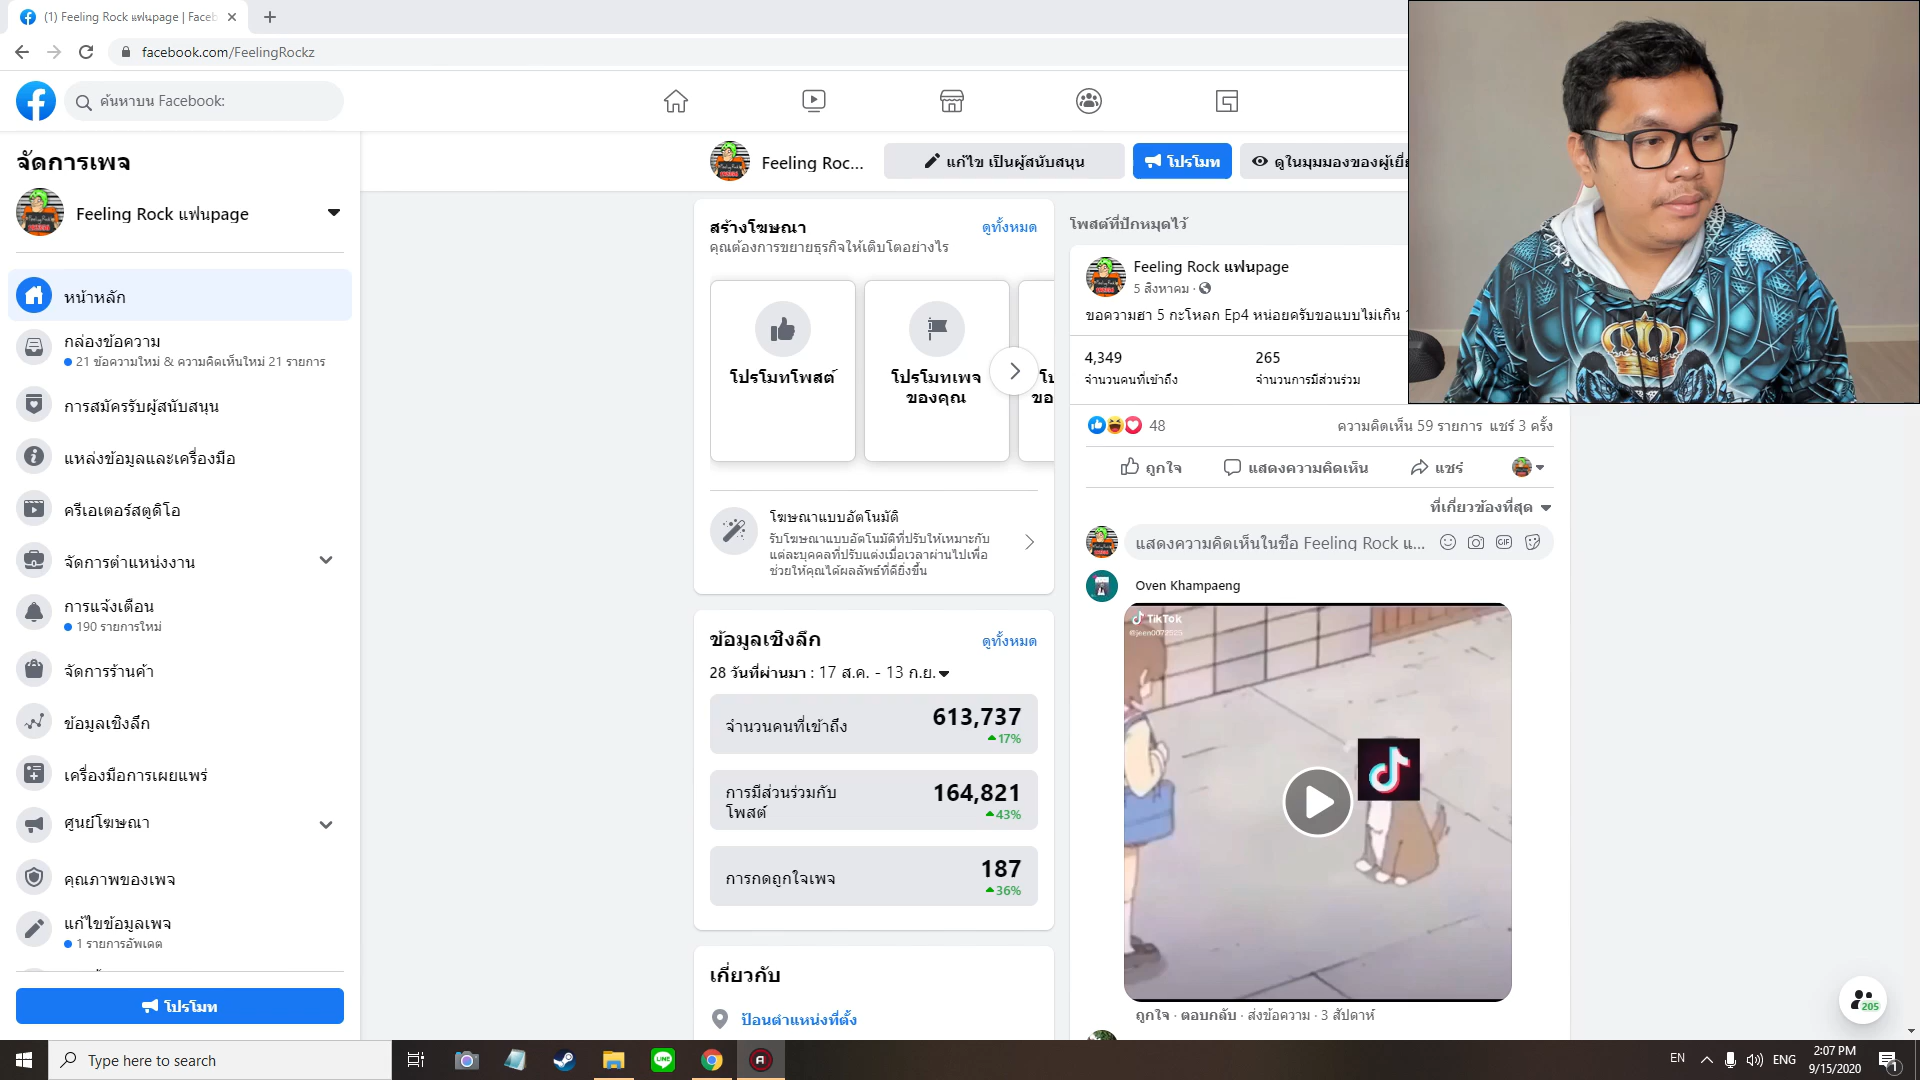 (1) Feeling Rock แฟนpage | Faceb
facebook.com/FeelingRockz
ค้นหาบน Facebook:
จัดการเพจ
Feeling Rock แฟนpage
หน้าหลัก
กล่องข้อความ
21 ข้อความใหม่ & ความคิดเห็นใหม่ 21 รายการ
การสมัครรับผู้สนับสนุน
แหล่งข้อมูลและเครื่องมือ
ครีเอเตอร์สตูดิโอ
จัดการตำแหน่งงาน
การแจ้งเตือน
190 รายการใหม่
จัดการร้านค้า
ข้อมูลเชิงลึก
เครื่องมือการเผยแพร่
ศูนย์โฆษณา
คุณภาพของเพจ
แก้ไขข้อมูลเพจ
1 รายการอัพเดต
โปรโมท
Feeling Roc...
แก้ไข เป็นผู้สนับสนุน
โปรโมท
ดูในมุมมองของผู้เยี่
สร้างโฆษณา
ดูทั้งหมด
คุณต้องการขยายธุรกิจให้เติบโตอย่างไร
โปรโมทโพสต์
โปรโมทเพจ
ของคุณ
โฆษณาแบบอัตโนมัติ
รับโฆษณาแบบอัตโนมัติที่ปรับให้เหมาะกับ
แต่ละบุคคลที่ปรับแต่งเมื่อเวลาผ่านไปเพื่อ
ช่วยให้คุณได้ผลลัพธ์ที่ดียิ่งขึ้น
ข้อมูลเชิงลึก
ดูทั้งหมด
28 วันที่ผ่านมา : 17 ส.ค. - 13 ก.ย.
จำนวนคนที่เข้าถึง
613,737
17%
การมีส่วนร่วมกับ
โพสต์
164,821
43%
การกดถูกใจเพจ
187
36%
เกี่ยวกับ
ป้อนตำแหน่งที่ตั้ง
โพสต์ที่ปักหมุดไว้
Feeling Rock แฟนpage
5 สิงหาคม ·
ขอความฮา 5 กะโหลก Ep4 หน่อยครับขอแบบไม่เกิน
4,349
จำนวนคนที่เข้าถึง
265
จำนวนการมีส่วนร่วม
48
ความคิดเห็น 59 รายการ แชร์ 3 ครั้ง
ถูกใจ
แสดงความคิดเห็น
แชร์
ที่เกี่ยวข้องที่สุด
แสดงความคิดเห็นในชื่อ Feeling Rock แ...
GIF
Oven Khampaeng
TikTok
ถูกใจ · ตอบกลับ · ส่งข้อความ · 3 สัปดาห์
205
Type here to search
LINE
EN
ENG
2:07 PM
9/15/2020
1